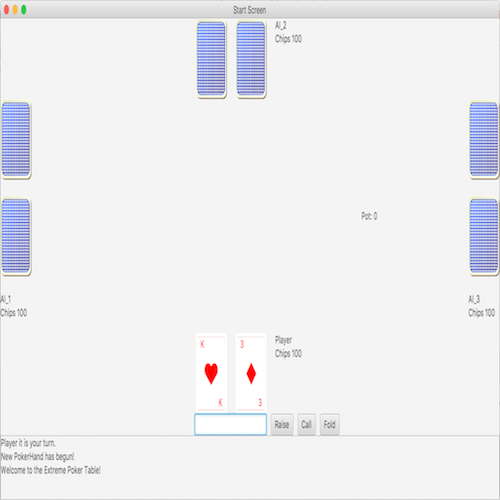 Start Screen
AI_2
Chips 100
Pot: 0
AI_1
Chips 100
AI_3
Chips 100
K
K
3
3
Player
Chips 100
Raise
Call
Fold
Player it is your turn.
New PokerHand has begun!
Welcome to the Extreme Poker Table!